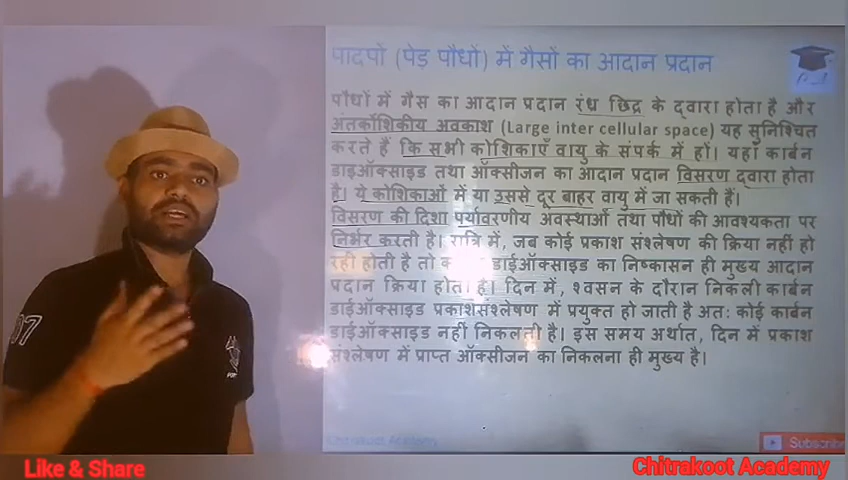 पादपों (पेड़ पौधों) में गैसों का आदान प्रदान
पौधों में गैस का आदान प्रदान रंध्र छिद्र के द्वारा होता है और
अंतर्कोशिकीय अवकाश (Large inter cellular space) यह सुनिश्चित
करते हैं कि सभी कोशिकाएँ वायु के संपर्क में हों। यहाँ कार्बन
डाइऑक्साइड तथा ऑक्सीजन का आदान प्रदान विसरण द्वारा होता
है। ये कोशिकाओं में या उससे दूर बाहर वायु में जा सकती हैं।
विसरण की दिशा पर्यावरणीय अवस्थाओं तथा पौधों की आवश्यकता पर
निर्भर करती है। रात्रि में, जब कोई प्रकाश संश्लेषण की क्रिया नहीं हो
रही होती है तो डाईऑक्साइड का निष्कासन ही मुख्य आदान
प्रदान क्रिया होता है। दिन में, श्वसन के दौरान निकली कार्बन
डाईऑक्साइड प्रकाशसंश्लेषण में प्रयुक्त हो जाती है अतः कोई कार्बन
डाइऑक्साइड नहीं निकलती है। इस समय अर्थात, दिन में प्रकाश
संश्लेषण में प्राप्त ऑक्सीजन का निकलना ही मुख्य है।
97
Chitrakoot Academy
Subscribe
Like & Share
Chitrakoot Academy